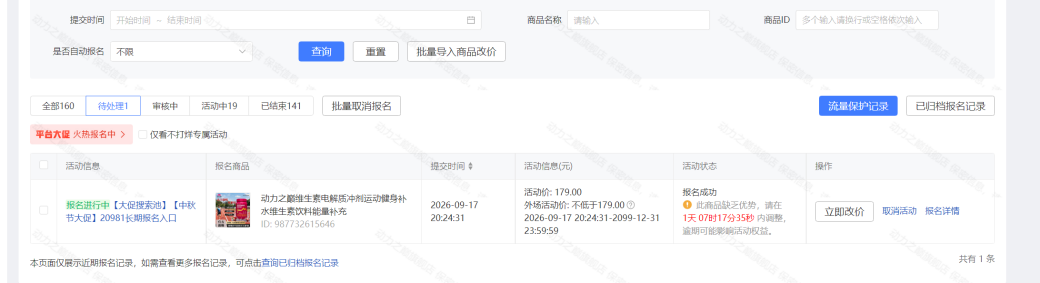 提交时间 开始时间 ~ 结束时间 商品名称 请输入 商品ID 多个输入请换行或空格依次输入
是否自动报名 不限 查询 重置 批量导入商品改价
全部160 待处理1 审核中 活动中19 已结束141 批量取消报名 流量保护记录 已归档报名记录
平台大促 火热报名中 > 仅看不打烊专属活动
活动信息 报名商品 提交时间 活动信息(元) 活动状态 操作
报名进行中【大促搜索池】【中秋
节大促】20981长期报名入口
动力之巅维生素电解质冲剂运动健身补
水维生素饮料能量补充
ID: 987732615646
2026-09-17
20:24:31
活动价: 179.00
外场活动价: 不低于179.00
2026-09-17 20:24:31-2099-12-31
23:59:59
报名成功
此商品缺乏优势，请在
1天 07时17分35秒 内调整，
逾期可能影响活动权益。
立即改价 取消活动 报名详情
本页面仅展示近期报名记录，如需查看更多报名记录，可点击查询已归档报名记录
共有 1 条